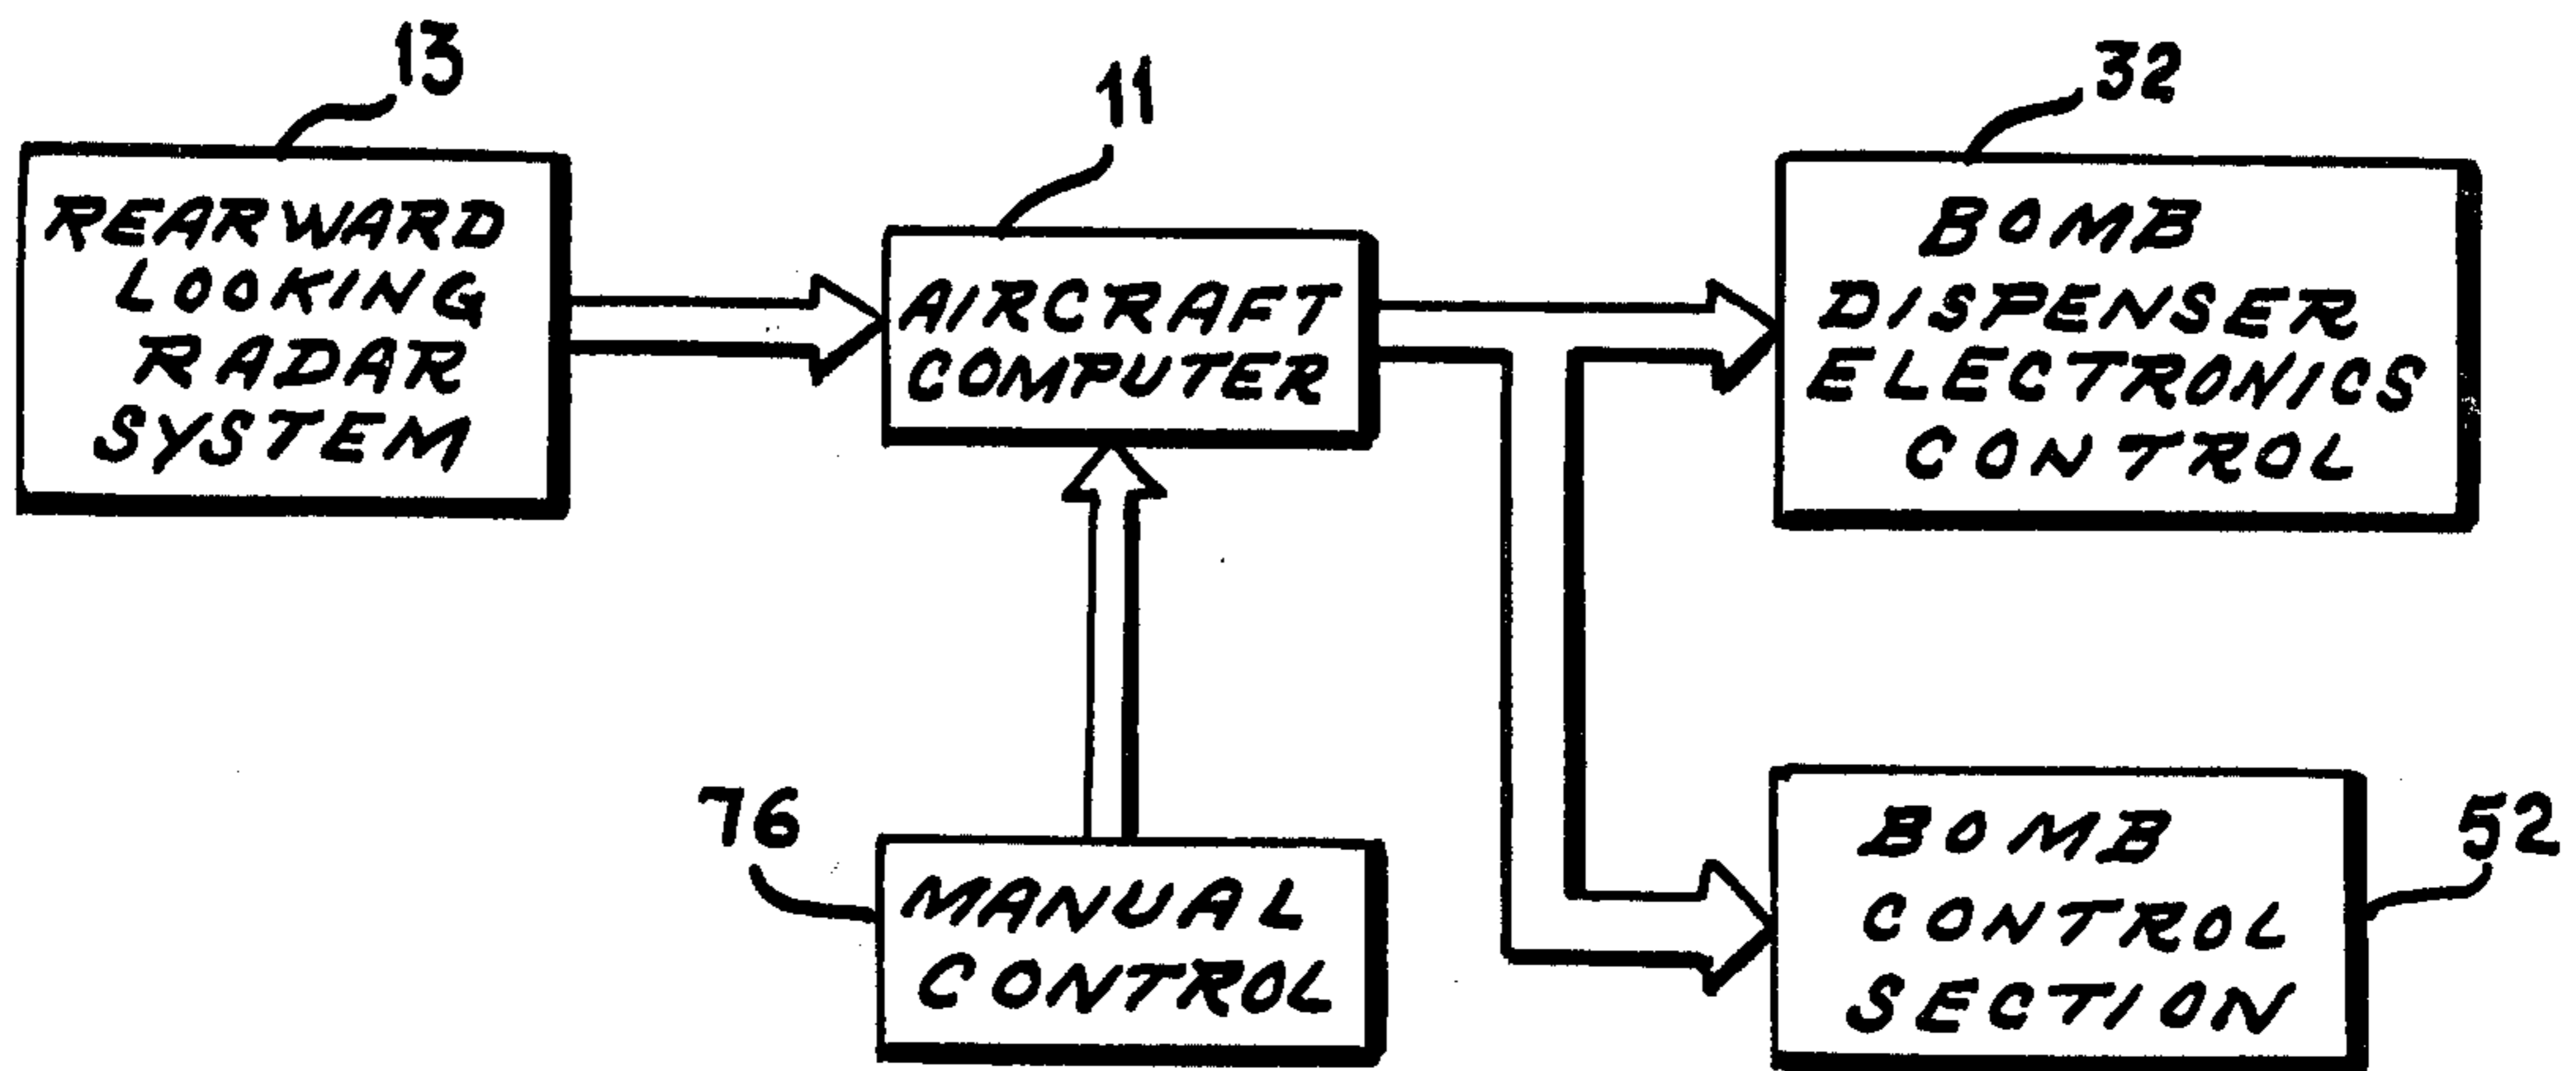 13
REARWARD
LOOKING
RADAR
SYSTEM
11
AIRCRAFT
COMPUTER
32
BOMB
DISPENSER
ELECTRONICS
CONTROL
76
MANUAL
CONTROL
BOMB
CONTROL
SECTION
52